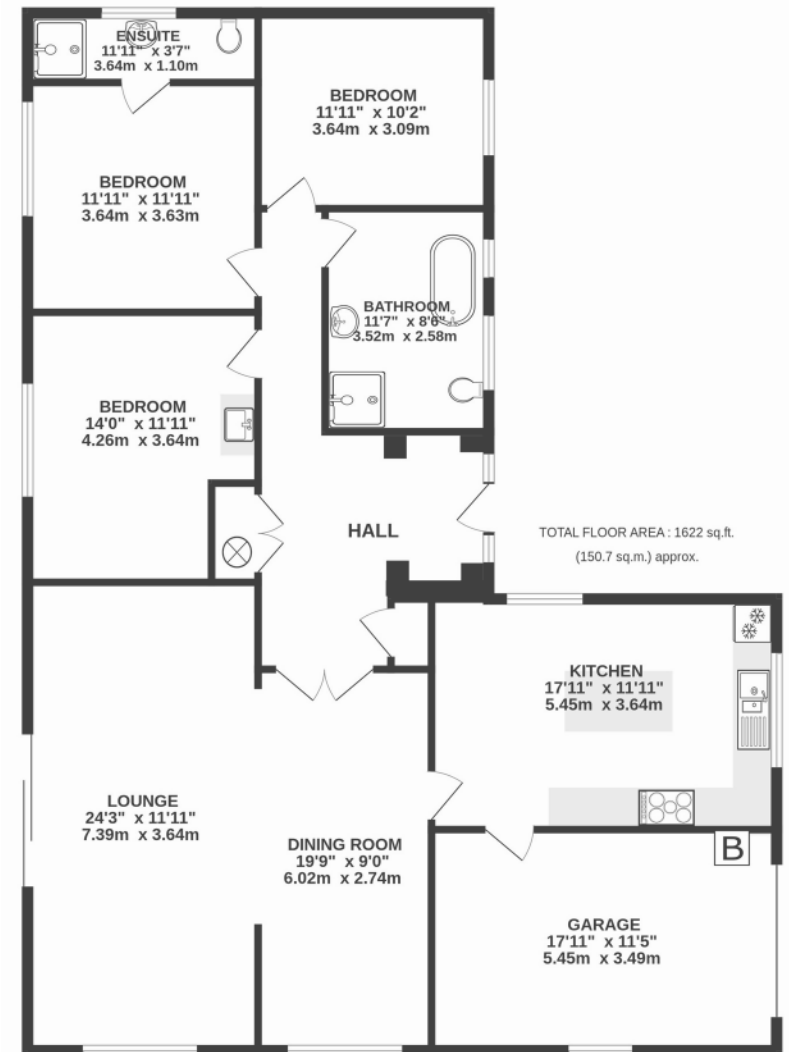 ENSUITE
11'11" x 3'7"
3.64m x 1.10m
BEDROOM
11'11" x 10'2"
3.64m x 3.09m
BEDROOM
11'11" x 11'11"
3.64m x 3.63m
BATHROOM
11'7" x 8'6"
3.52m x 2.58m
BEDROOM
14'0" x 11'11"
4.26m x 3.64m
HALL
TOTAL FLOOR AREA : 1622 sq.ft.
(150.7 sq.m.) approx.
KITCHEN
17'11" x 11'11"
5.45m x 3.64m
LOUNGE
24'3" x 11'11"
7.39m x 3.64m
DINING ROOM
19'9" x 9'0"
6.02m x 2.74m
B
GARAGE
17'11" x 11'5"
5.45m x 3.49m